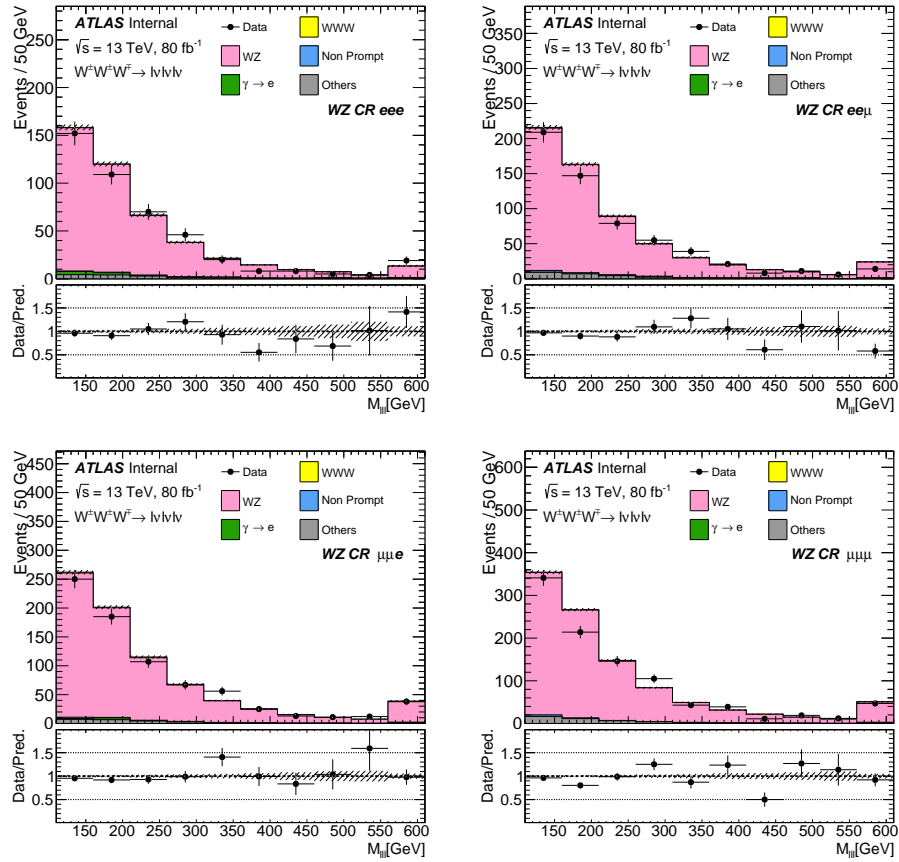 ATLAS Internal
√s = 13 TeV, 80 fb⁻¹
W±W±W∓→ lνlνlν
Data
WZ
γ → e
WWW
Non Prompt
Others
WZ CR eee
Events / 50 GeV
250
200
150
100
50
0
Data/Pred.
1.5
1
0.5
150 200 250 300 350 400 450 500 550 600
M_lll[GeV]
ATLAS Internal
√s = 13 TeV, 80 fb⁻¹
W±W±W∓→ lνlνlν
Data
WZ
γ → e
WWW
Non Prompt
Others
WZ CR eeμ
Events / 50 GeV
350
300
250
200
150
100
50
0
Data/Pred.
1.5
1
0.5
150 200 250 300 350 400 450 500 550 600
M_lll[GeV]
ATLAS Internal
√s = 13 TeV, 80 fb⁻¹
W±W±W∓→ lνlνlν
Data
WZ
γ → e
WWW
Non Prompt
Others
WZ CR μμe
Events / 50 GeV
450
400
350
300
250
200
150
100
50
0
Data/Pred.
1.5
1
0.5
150 200 250 300 350 400 450 500 550 600
M_lll[GeV]
ATLAS Internal
√s = 13 TeV, 80 fb⁻¹
W±W±W∓→ lνlνlν
Data
WZ
γ → e
WWW
Non Prompt
Others
WZ CR μμμ
Events / 50 GeV
600
500
400
300
200
100
0
Data/Pred.
1.5
1
0.5
150 200 250 300 350 400 450 500 550 600
M_lll[GeV]